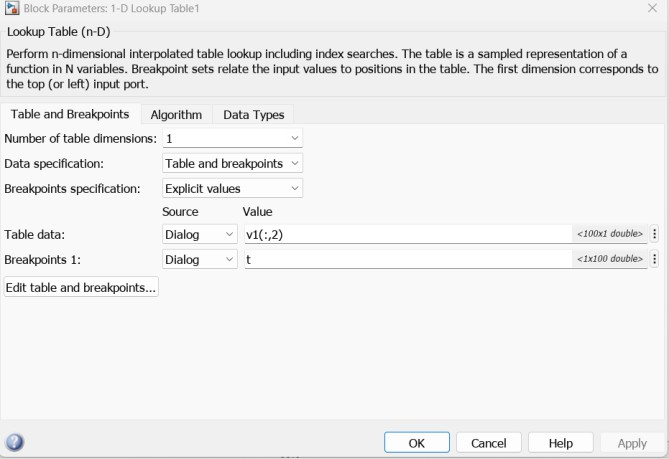 Block Parameters: 1-D Lookup Table1
Lookup Table (n-D)
Perform n-dimensional interpolated table lookup including index searches. The table is a sampled representation of a
function in N variables. Breakpoint sets relate the input values to positions in the table. The first dimension corresponds to
the top (or left) input port.
Table and Breakpoints Algorithm Data Types
Number of table dimensions: 1
Data specification: Table and breakpoints
Breakpoints specification: Explicit values
Source Value
Table data: Dialog v1(:,2) <100x1 double>
Breakpoints 1: Dialog t <1x100 double>
Edit table and breakpoints...
OK Cancel Help Apply